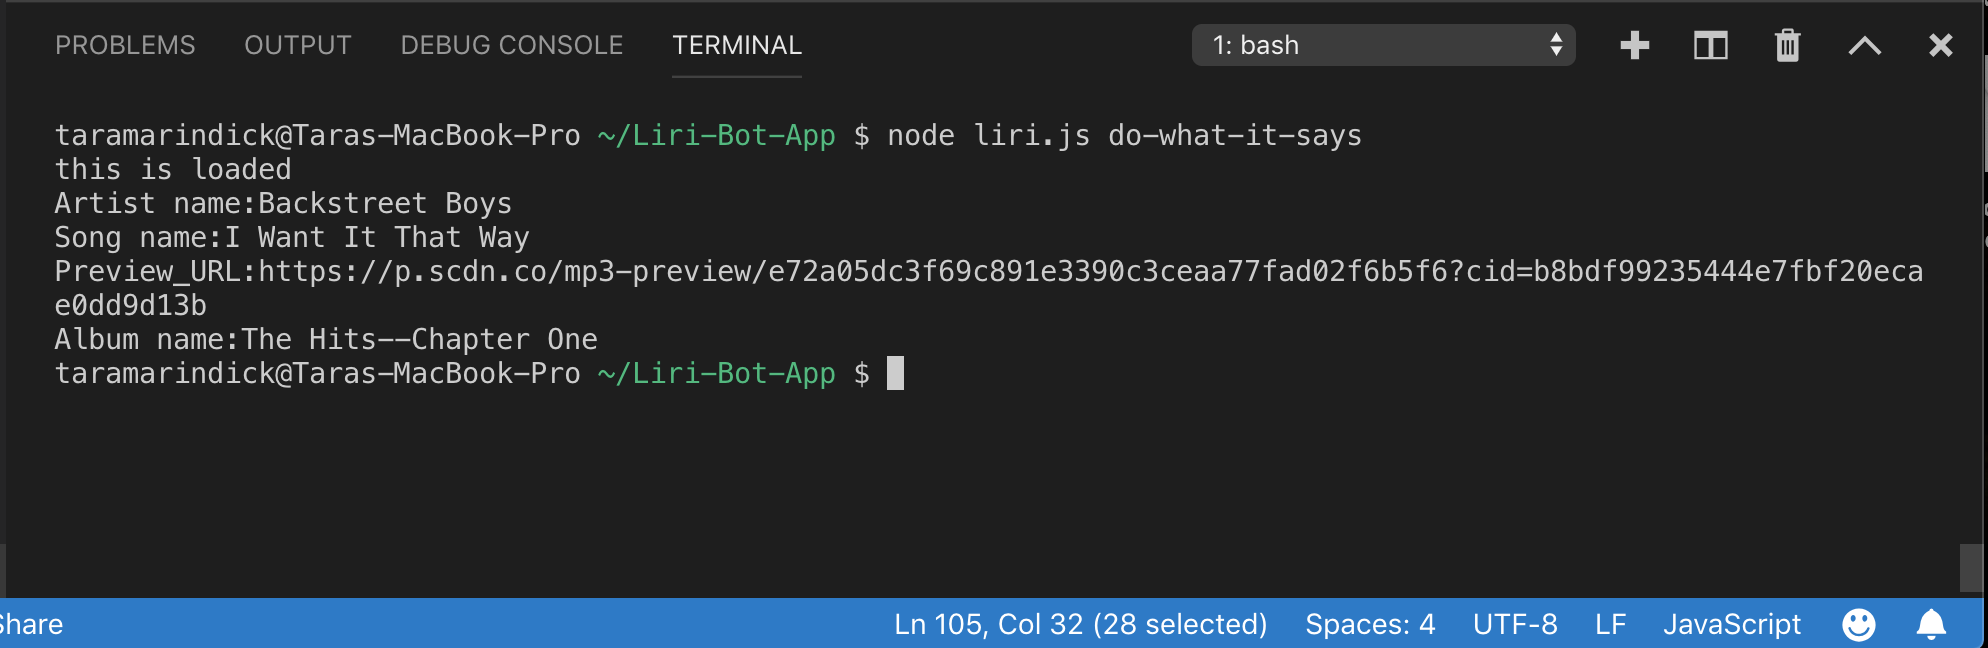 PROBLEMS OUTPUT DEBUG CONSOLE TERMINAL 1: bash
taramarindick@Taras-MacBook-Pro ~/Liri-Bot-App $ node liri.js do-what-it-says
this is loaded
Artist name:Backstreet Boys
Song name:I Want It That Way
Preview_URL:https://p.scdn.co/mp3-preview/e72a05dc3f69c891e3390c3ceaa77fad02f6b5f6?cid=b8bdf99235444e7fbf20eca
e0dd9d13b
Album name:The Hits--Chapter One
taramarindick@Taras-MacBook-Pro ~/Liri-Bot-App $
Share Ln 105, Col 32 (28 selected) Spaces: 4 UTF-8 LF JavaScript